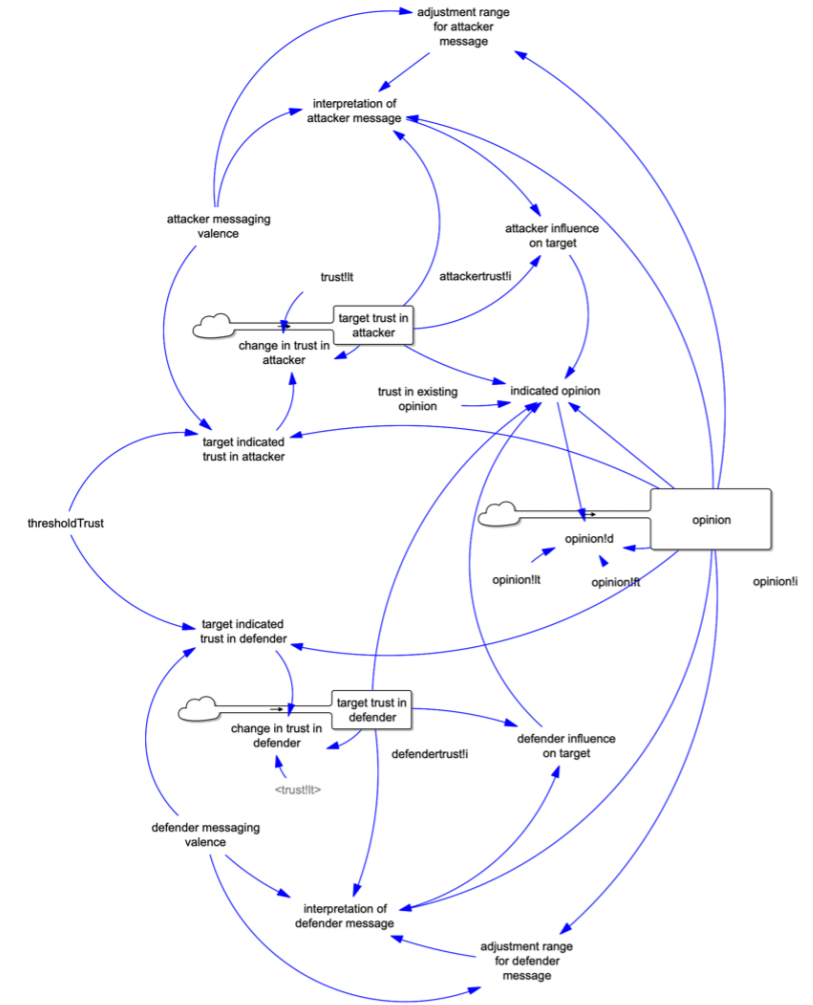 adjustment range
for attacker
message
interpretation of
attacker message
attacker messaging
valence
attacker influence
on target
trust!lt
attackertrust!i
target trust in
attacker
change in trust in
attacker
trust in existing
opinion
indicated opinion
target indicated
trust in attacker
thresholdTrust
opinion
opinion!d
opinion!lt
opinion!ft
opinion!i
target indicated
trust in defender
target trust in
defender
change in trust in
defender
defendertrust!i
defender influence
on target
<trust!lt>
defender messaging
valence
interpretation of
defender message
adjustment range
for defender
message